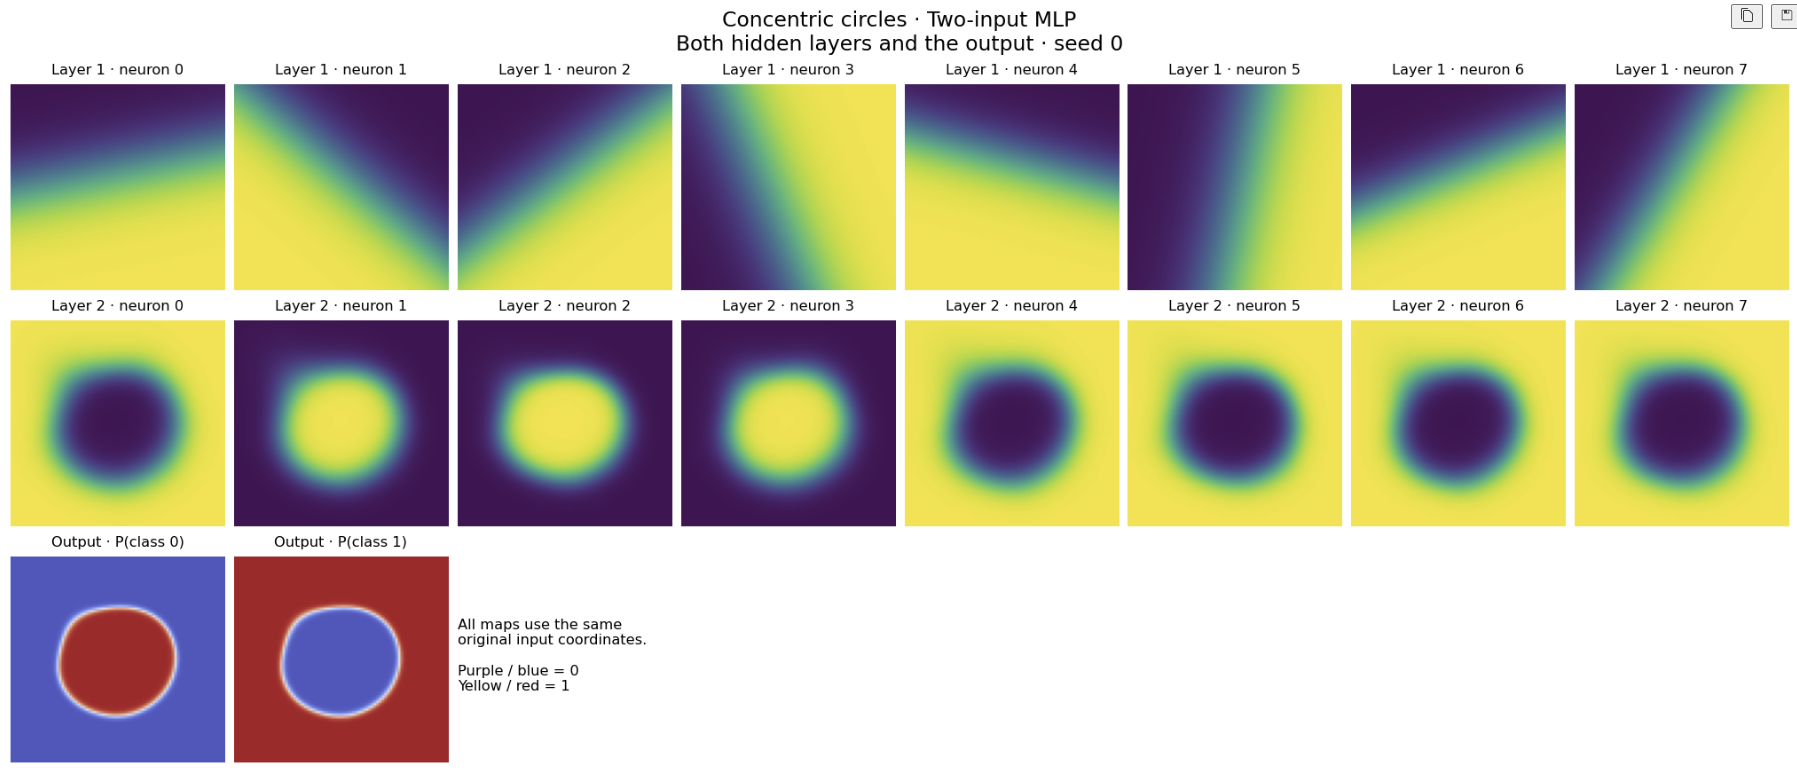 Concentric circles · Two-input MLP
Both hidden layers and the output · seed 0
Layer 1 · neuron 0
Layer 1 · neuron 1
Layer 1 · neuron 2
Layer 1 · neuron 3
Layer 1 · neuron 4
Layer 1 · neuron 5
Layer 1 · neuron 6
Layer 1 · neuron 7
Layer 2 · neuron 0
Layer 2 · neuron 1
Layer 2 · neuron 2
Layer 2 · neuron 3
Layer 2 · neuron 4
Layer 2 · neuron 5
Layer 2 · neuron 6
Layer 2 · neuron 7
Output · P(class 0)
Output · P(class 1)
All maps use the same
original input coordinates.
Purple / blue = 0
Yellow / red = 1